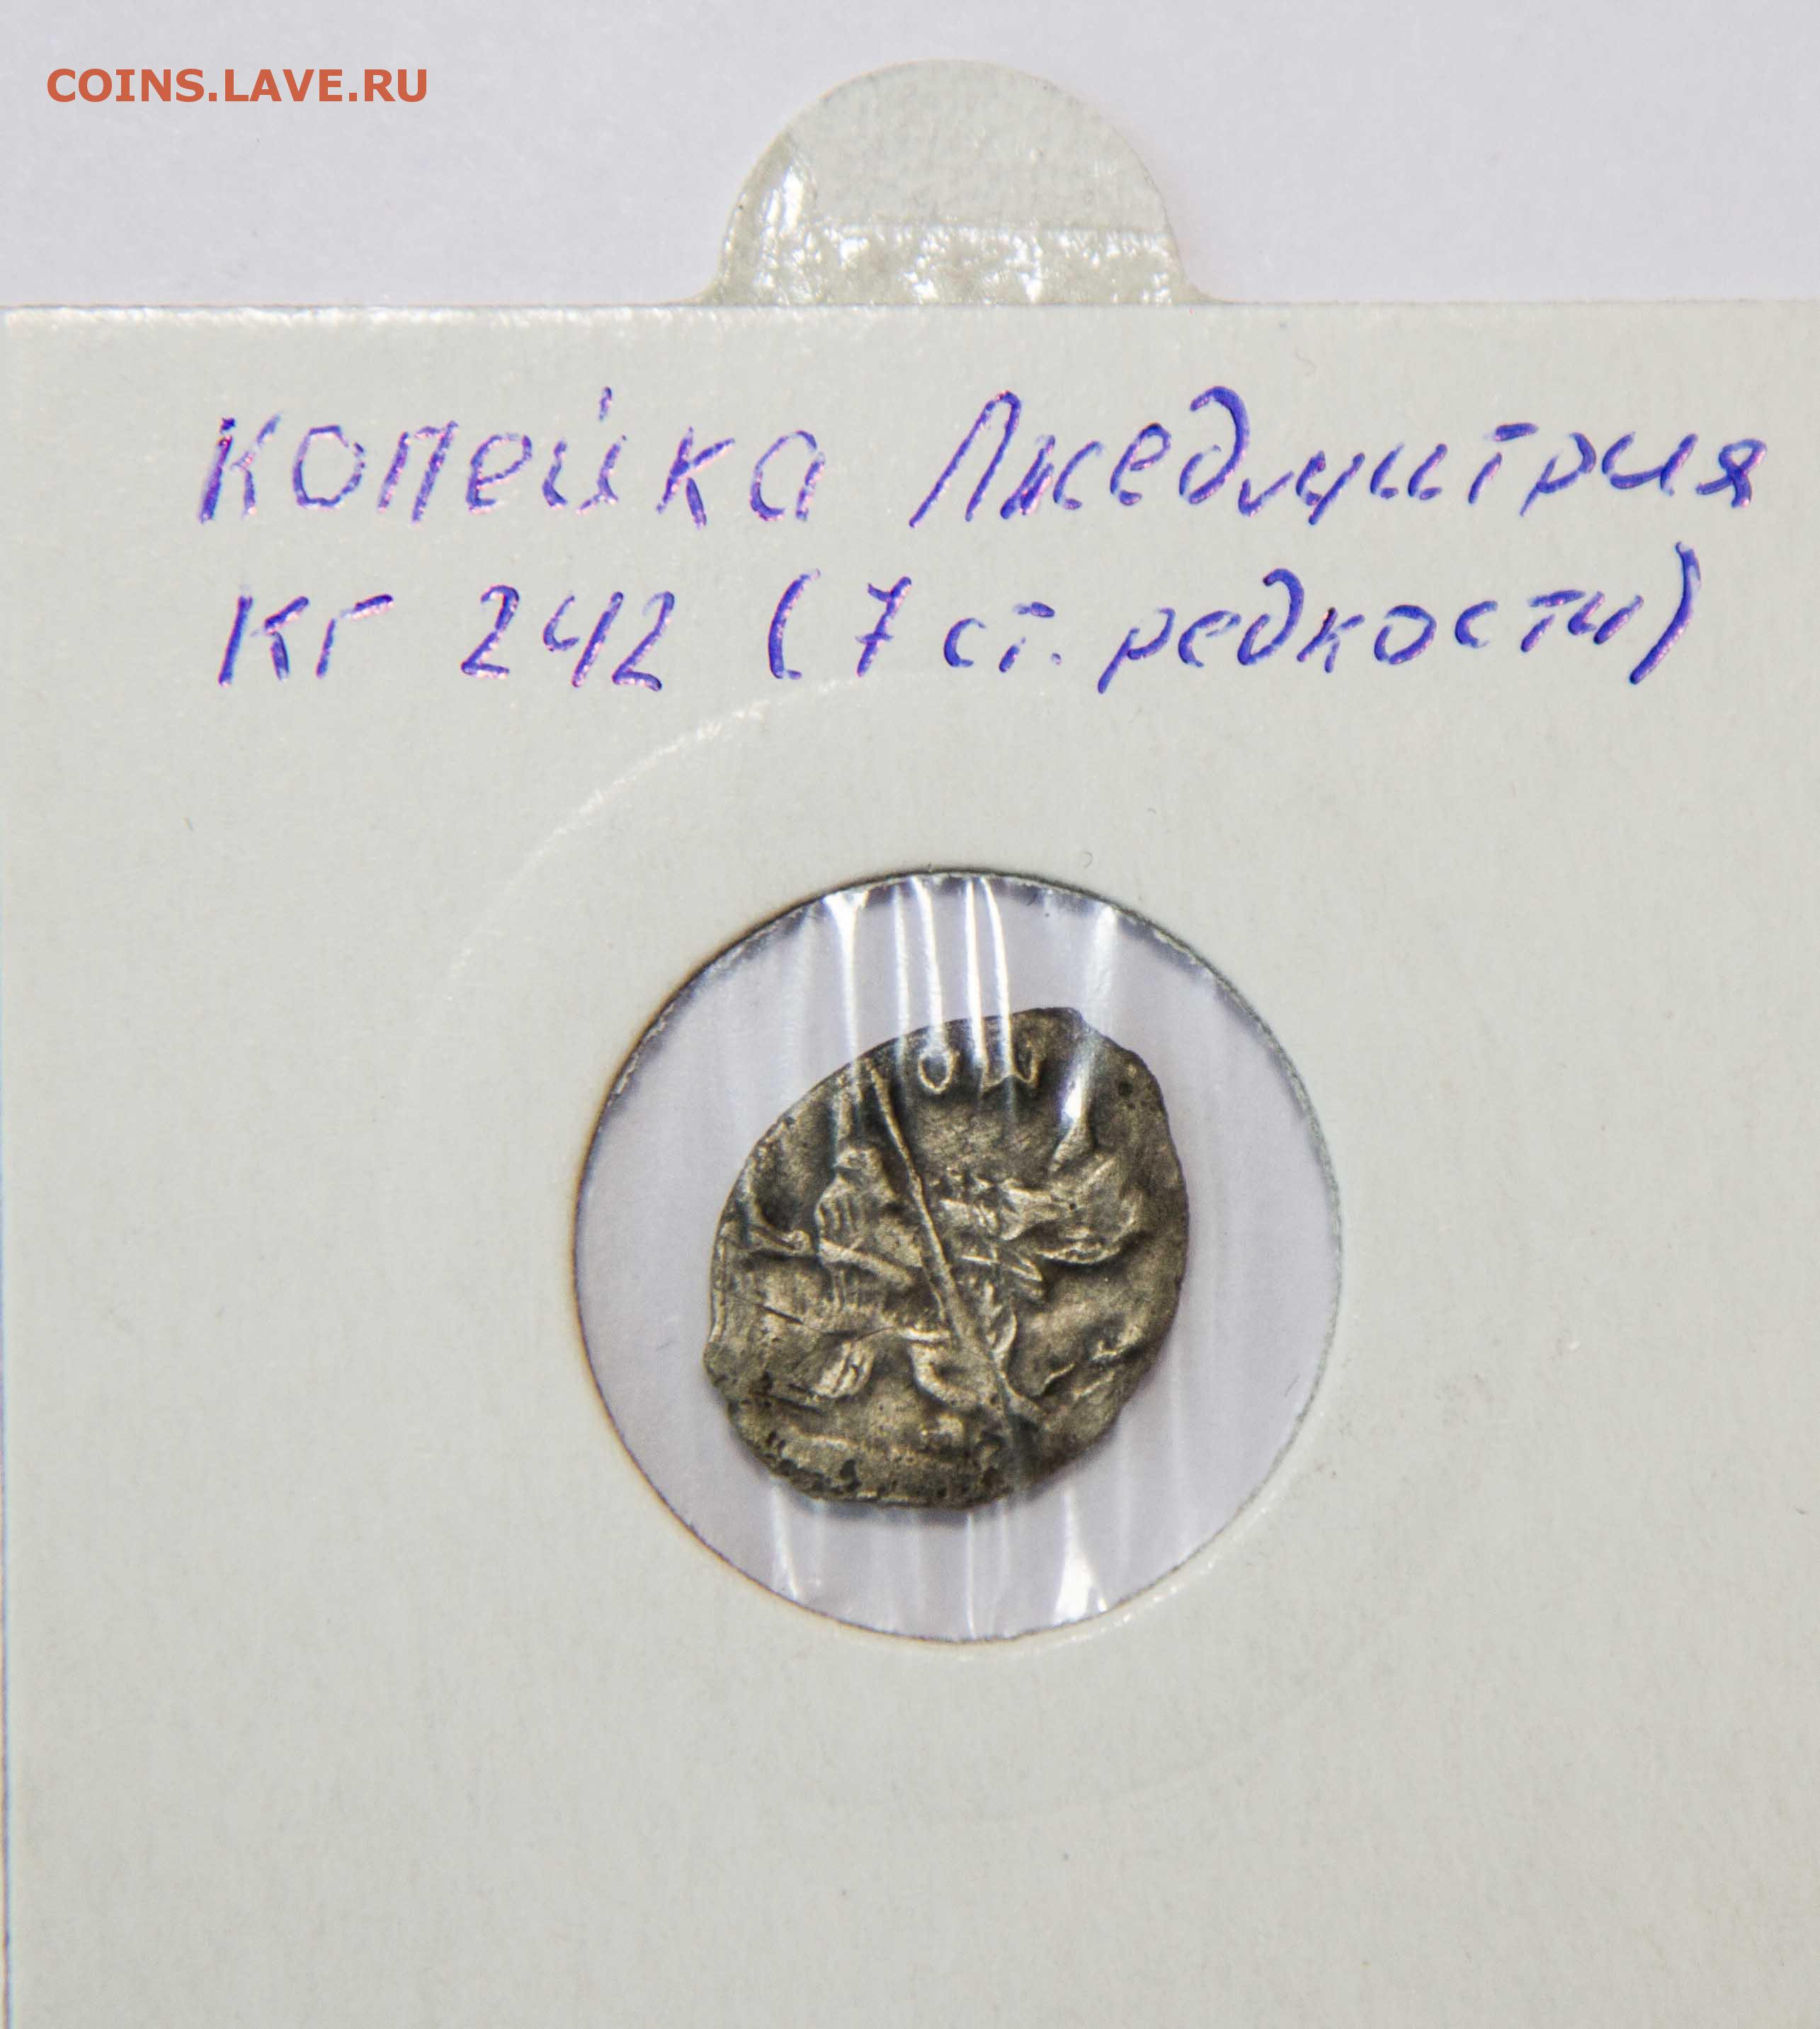 COINS.LAVE.RU
Копейка Лжедмитрия
КГ 242 (7 ст. редкости)